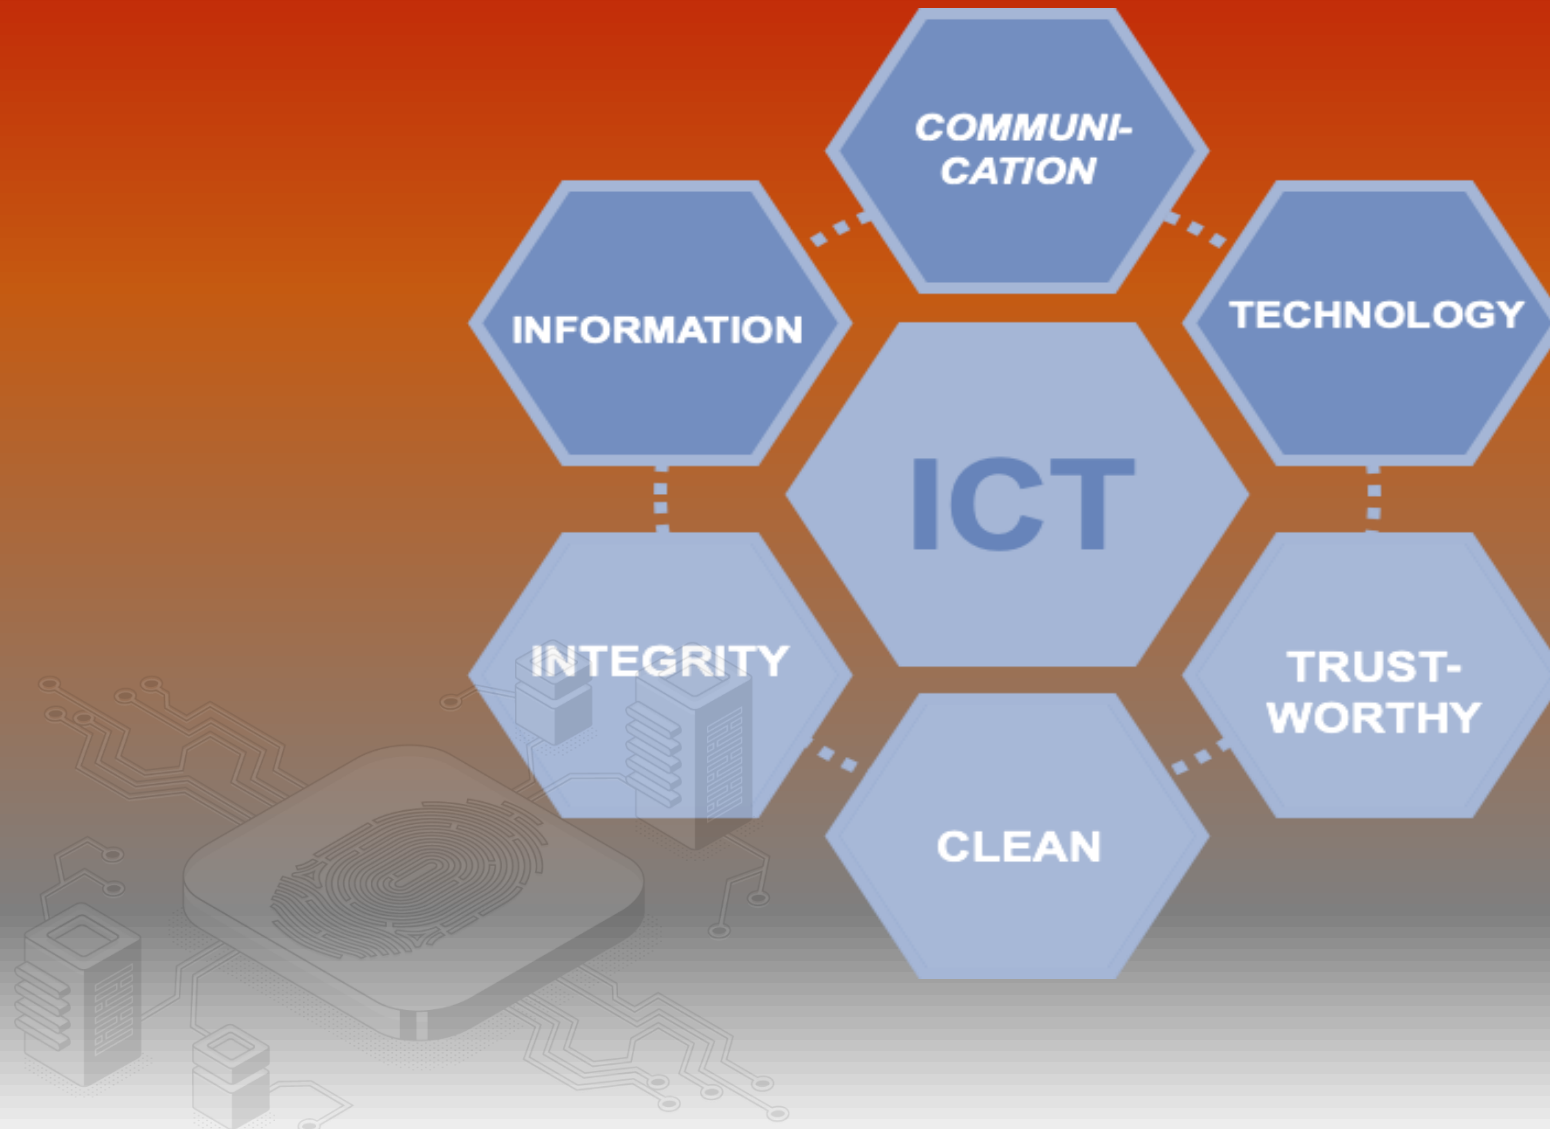 COMMUNI-
CATION
INFORMATION
TECHNOLOGY
ICT
INTEGRITY
TRUST-
WORTHY
CLEAN